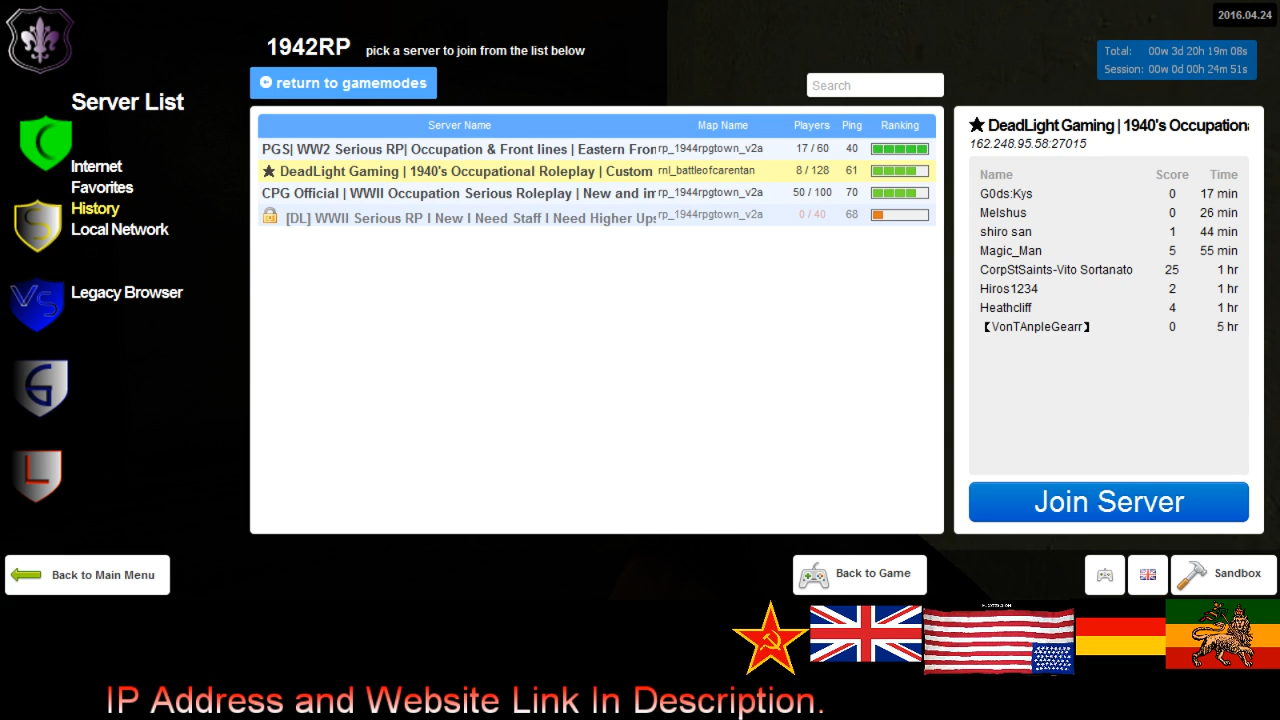 2016.04.24
1942RP pick a server to join from the list below
Total: 00w 3d 20h 19m 08s
Session: 00w 0d 00h 24m 51s
return to gamemodes
Search
Server List
Internet
Favorites
History
Local Network
Legacy Browser
S
VS
G
L
Server Name Map Name Players Ping Ranking
PGS| WW2 Serious RP| Occupation & Front lines | Eastern Fron rp_1944rpgtown_v2a 17 / 60 40
DeadLight Gaming | 1940's Occupational Roleplay | Custom rnl_battleofcarentan 8 / 128 61
CPG Official | WWII Occupation Serious Roleplay | New and im rp_1944rpgtown_v2a 50 / 100 70
[DL] WWII Serious RP I New I Need Staff I Need Higher Ups rp_1944rpgtown_v2a 0 / 40 68
DeadLight Gaming | 1940's Occupationa
162.248.95.58:27015
Name Score Time
G0ds:Kys 0 17 min
Melshus 0 26 min
shiro san 1 44 min
Magic_Man 5 55 min
CorpStSaints-Vito Sortanato 25 1 hr
Hiros1234 2 1 hr
Heathcliff 4 1 hr
【VonTAnpleGearr】 0 5 hr
Join Server
Back to Main Menu
Back to Game
Sandbox
IP Address and Website Link In Description.